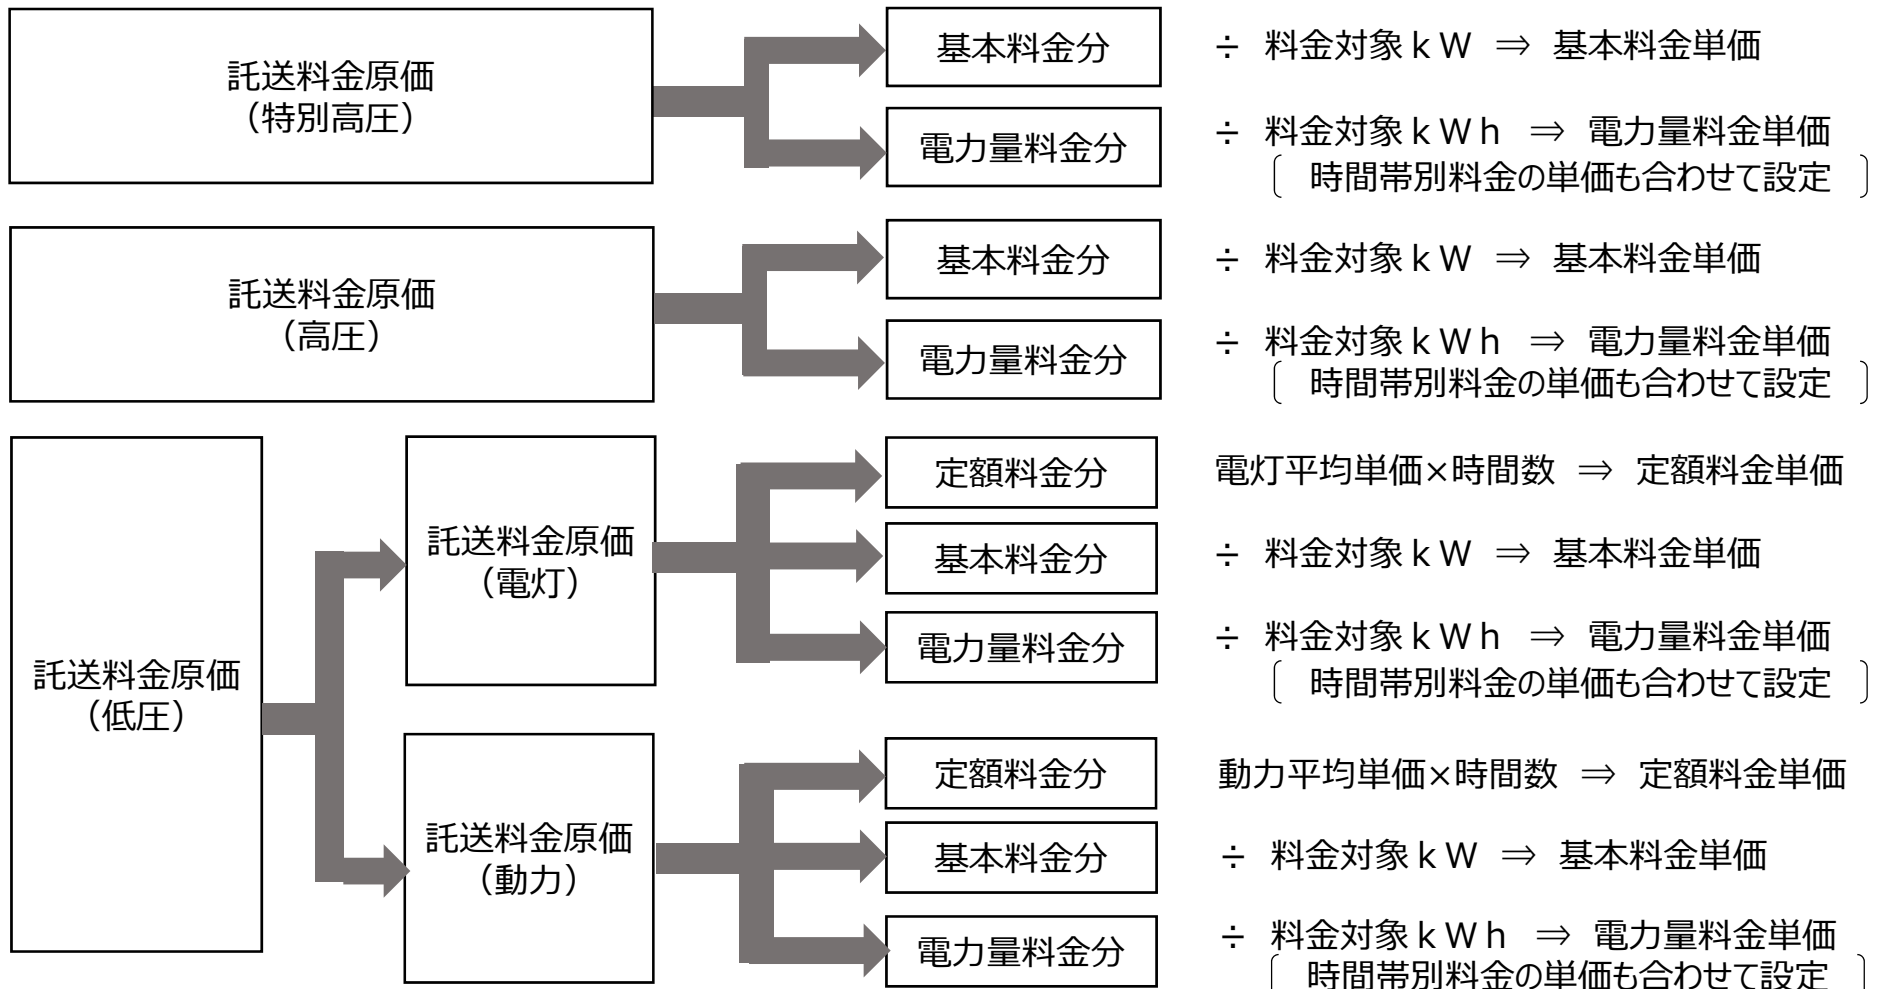 託送料金原価
（特別高圧）
基本料金分
÷ 料金対象ｋＷ ⇒ 基本料金単価
電力量料金分
÷ 料金対象ｋＷｈ ⇒ 電力量料金単価
〔 時間帯別料金の単価も合わせて設定 〕
託送料金原価
（高圧）
基本料金分
÷ 料金対象ｋＷ ⇒ 基本料金単価
電力量料金分
÷ 料金対象ｋＷｈ ⇒ 電力量料金単価
〔 時間帯別料金の単価も合わせて設定 〕
託送料金原価
（低圧）
託送料金原価
（電灯）
定額料金分
電灯平均単価×時間数 ⇒ 定額料金単価
基本料金分
÷ 料金対象ｋＷ ⇒ 基本料金単価
電力量料金分
÷ 料金対象ｋＷｈ ⇒ 電力量料金単価
〔 時間帯別料金の単価も合わせて設定 〕
託送料金原価
（動力）
定額料金分
動力平均単価×時間数 ⇒ 定額料金単価
基本料金分
÷ 料金対象ｋＷ ⇒ 基本料金単価
電力量料金分
÷ 料金対象ｋＷｈ ⇒ 電力量料金単価
〔 時間帯別料金の単価も合わせて設定 〕